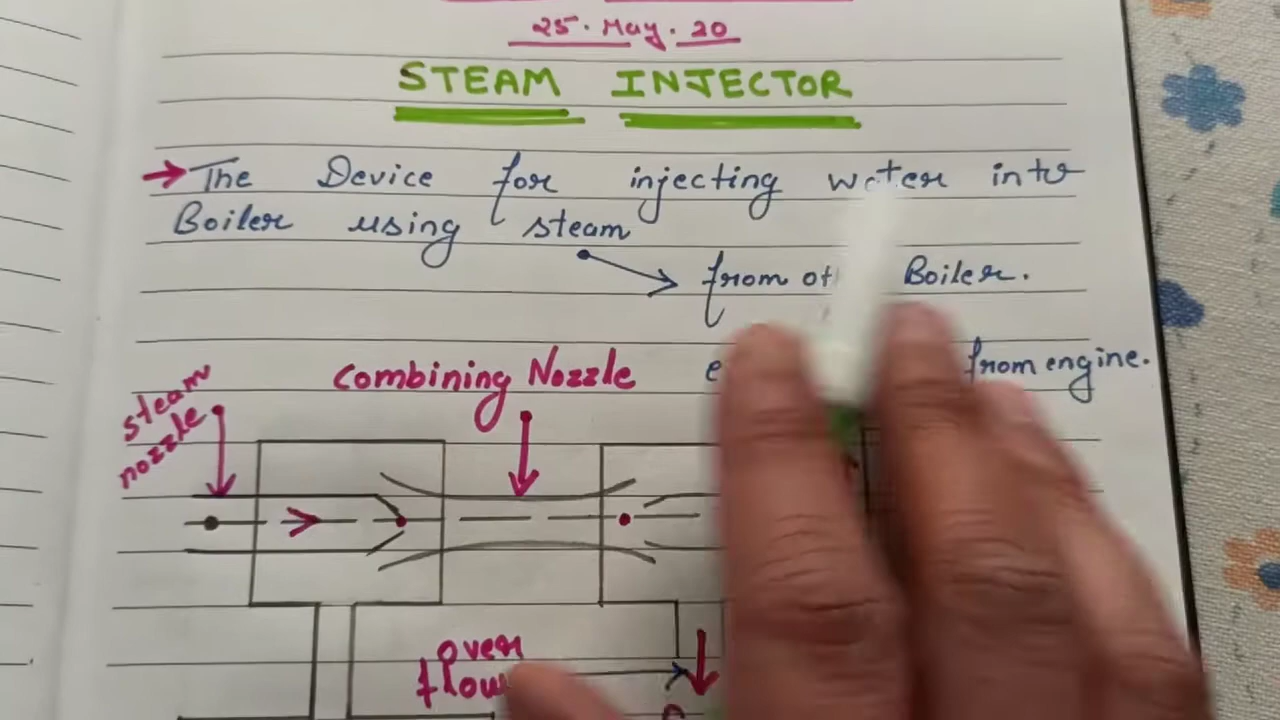 25. May. 20
STEAM INJECTOR
→ The Device for injecting water into
Boiler using steam
from Boiler.
Combining Nozzle from engine.
steam
nozzle
over
flow